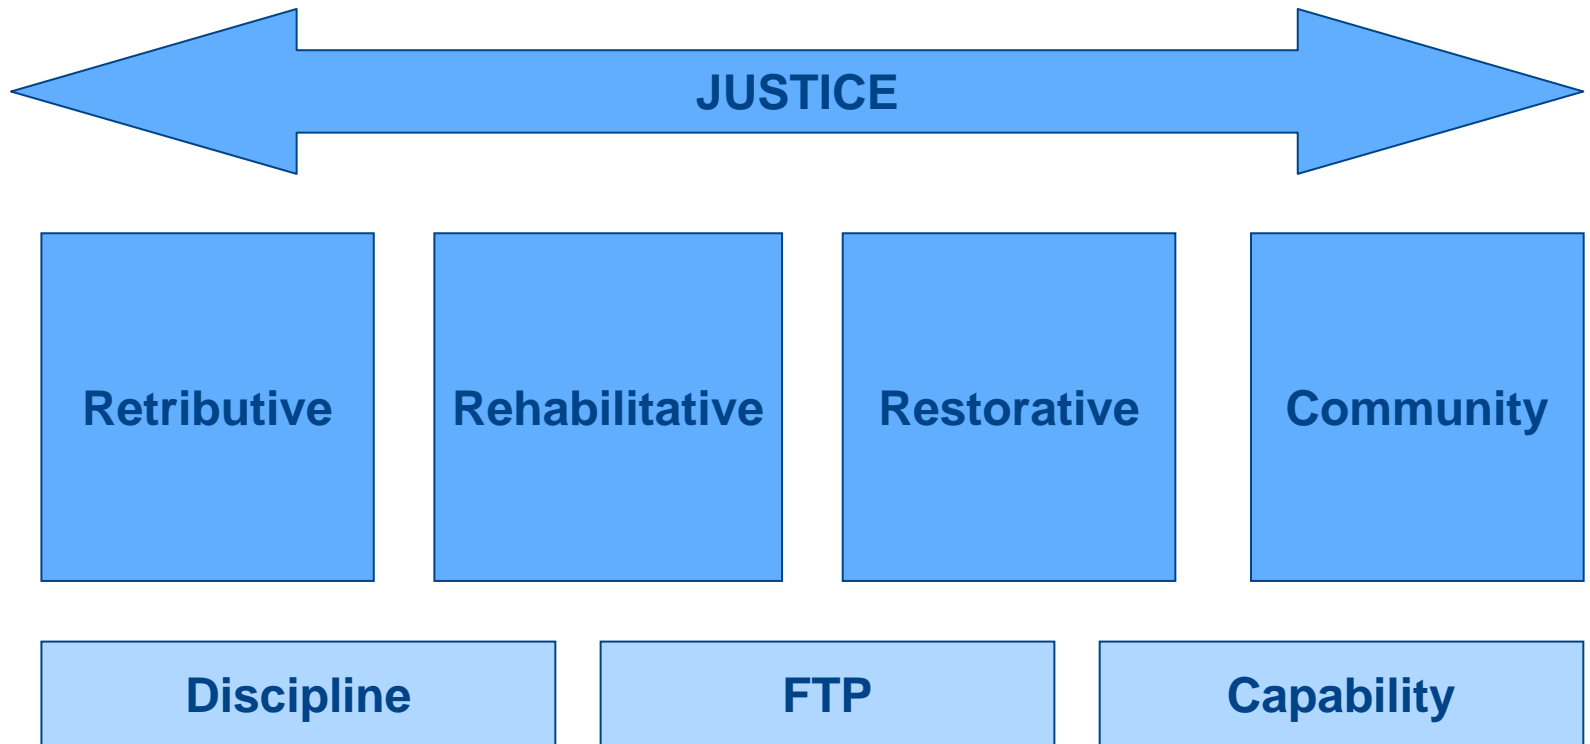 JUSTICE
Retributive
Rehabilitative
Restorative
Community
Discipline
FTP
Capability